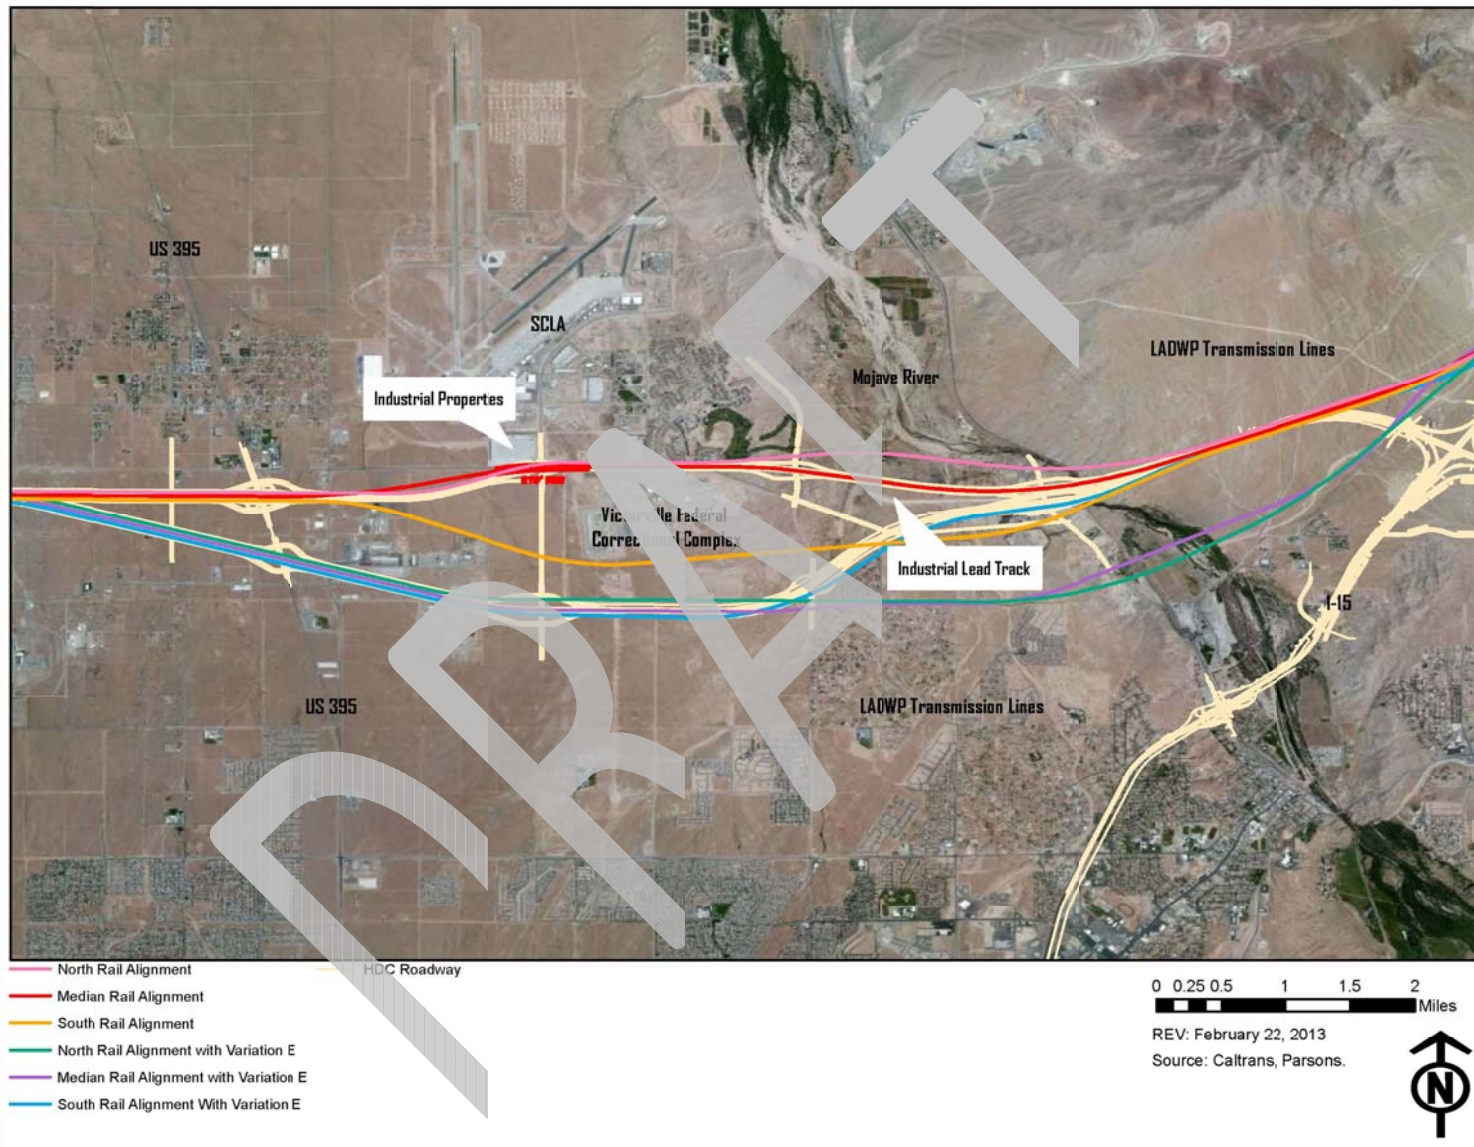 US 395
SCLA
LADWP Transmission Lines
Mojave River
Industrial Propertes
Victorville Federal
Correctional Complex
Industrial Lead Track
I-15
US 395
LADWP Transmission Lines
DRAFT
North Rail Alignment
HDC Roadway
Median Rail Alignment
South Rail Alignment
North Rail Alignment with Variation E
Median Rail Alignment with Variation E
South Rail Alignment With Variation E
0 0.25 0.5 1 1.5 2
Miles
REV: February 22, 2013
Source: Caltrans, Parsons.
N